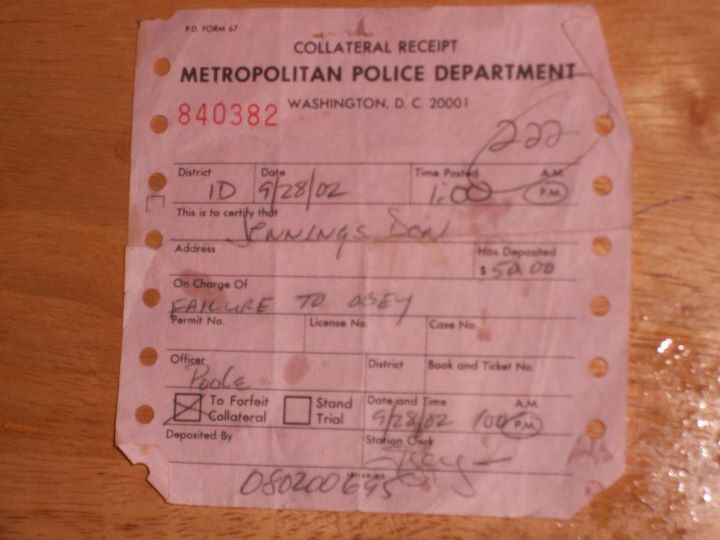 P.D. FORM 67
COLLATERAL RECEIPT
METROPOLITAN POLICE DEPARTMENT
WASHINGTON, D. C. 20001
840382
222
District Date Time Posted A.M.
1D 9/28/02 1:00 P.M.
This is to certify that
JENNINGS DON
Address Has Deposited
$ 50.00
On Charge Of
FAILURE TO OBEY
Permit No. License No. Case No.
Officer District Book and Ticket No.
Poole
To Forfeit Collateral Stand Trial Date and Time A.M.
9/28/02 100 P.M.
Deposited By Station Clerk
080200695